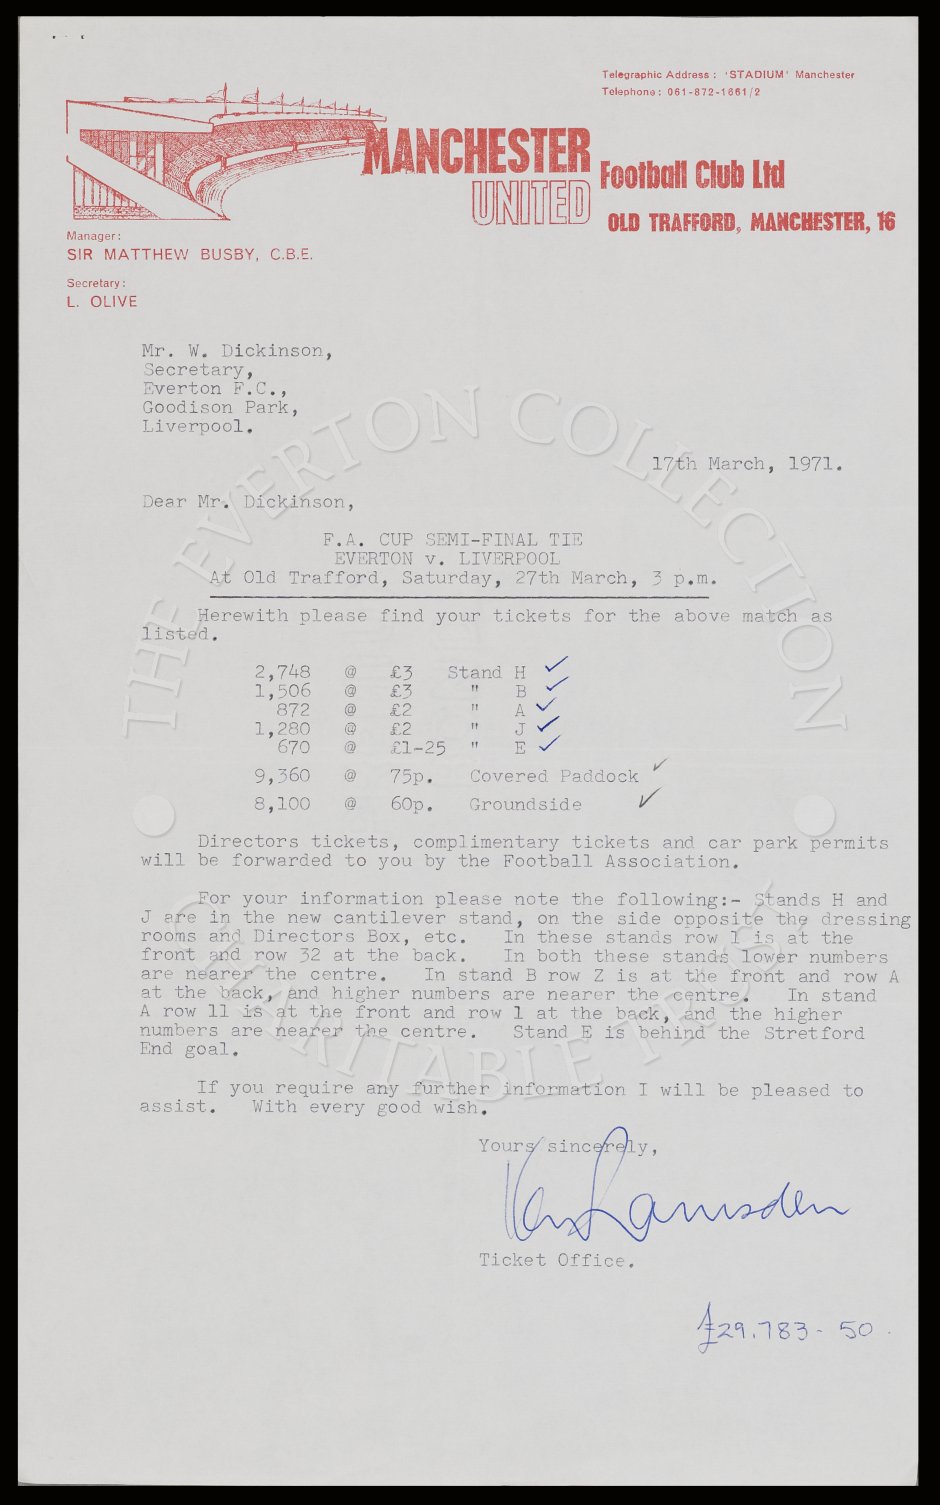 Telegraphic Address : 'STADIUM' Manchester
Telephone : 061-872-1661/2
MANCHESTER
UNITED
Football Club Ltd
OLD TRAFFORD, MANCHESTER, 16
Manager :
SIR MATTHEW BUSBY, C.B.E.
Secretary :
L. OLIVE
Mr. W. Dickinson,
Secretary,
Everton F.C.,
Goodison Park,
Liverpool.
17th March, 1971.
Dear Mr. Dickinson,
F.A. CUP SEMI-FINAL TIE
EVERTON v. LIVERPOOL
At Old Trafford, Saturday, 27th March, 3 p.m.
Herewith please find your tickets for the above match as
listed.
2,748 @ £3 Stand H ✓
1,506 @ £3 " B ✓
872 @ £2 " A ✓
1,280 @ £2 " J ✓
670 @ £1-25 " E ✓
9,360 @ 75p. Covered Paddock ✓
8,100 @ 60p. Groundside ✓
Directors tickets, complimentary tickets and car park permits
will be forwarded to you by the Football Association.
For your information please note the following:- Stands H and
J are in the new cantilever stand, on the side opposite the dressing
rooms and Directors Box, etc. In these stands row 1 is at the
front and row 32 at the back. In both these stands lower numbers
are nearer the centre. In stand B row Z is at the front and row A
at the back, and higher numbers are nearer the centre. In stand
A row 11 is at the front and row 1 at the back, and the higher
numbers are nearer the centre. Stand E is behind the Stretford
End goal.
If you require any further information I will be pleased to
assist. With every good wish.
Yours sincerely,
Ken Ramsden
Ticket Office.
£29.783-50.
THE EVERTON COLLECTION
CHARITABLE TRUST